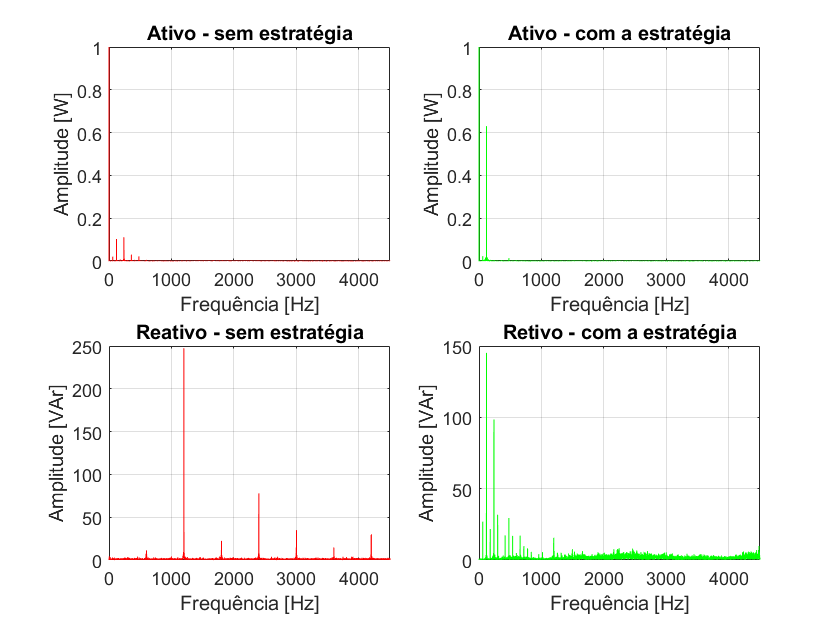 Ativo - sem estratégia
1
0.8
0.6
0.4
0.2
0
Amplitude [W]
0 1000 2000 3000 4000
Frequência [Hz]
Ativo - com a estratégia
1
0.8
0.6
0.4
0.2
0
Amplitude [W]
0 1000 2000 3000 4000
Frequência [Hz]
Reativo - sem estratégia
250
200
150
100
50
0
Amplitude [VAr]
0 1000 2000 3000 4000
Frequência [Hz]
Retivo - com a estratégia
150
100
50
0
Amplitude [VAr]
0 1000 2000 3000 4000
Frequência [Hz]